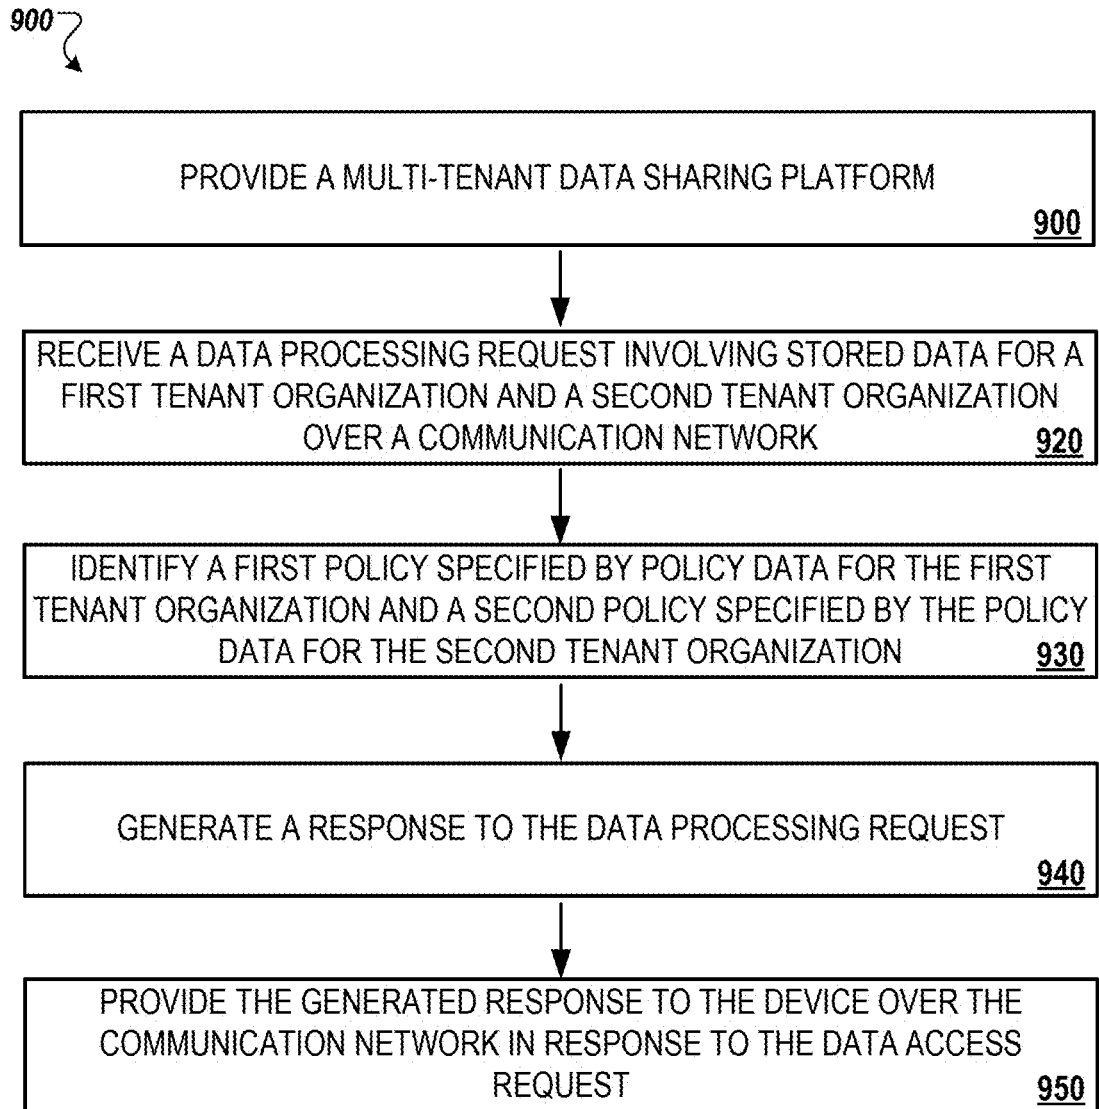 900
PROVIDE A MULTI-TENANT DATA SHARING PLATFORM
900
RECEIVE A DATA PROCESSING REQUEST INVOLVING STORED DATA FOR A
FIRST TENANT ORGANIZATION AND A SECOND TENANT ORGANIZATION
OVER A COMMUNICATION NETWORK
920
IDENTIFY A FIRST POLICY SPECIFIED BY POLICY DATA FOR THE FIRST
TENANT ORGANIZATION AND A SECOND POLICY SPECIFIED BY THE POLICY
DATA FOR THE SECOND TENANT ORGANIZATION
930
GENERATE A RESPONSE TO THE DATA PROCESSING REQUEST
940
PROVIDE THE GENERATED RESPONSE TO THE DEVICE OVER THE
COMMUNICATION NETWORK IN RESPONSE TO THE DATA ACCESS
REQUEST
950